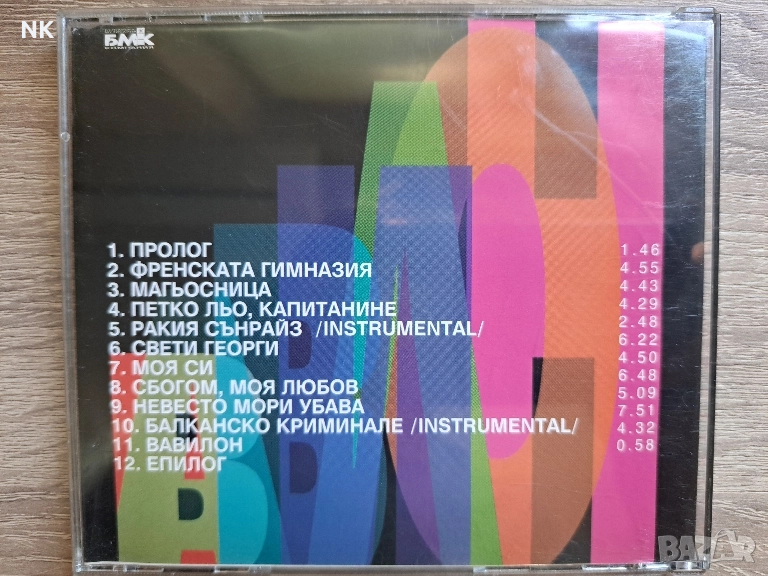 NK
БМК
1. ПРОЛОГ 1.46
2. ФРЕНСКАТА ГИМНАЗИЯ 4.55
3. МАГЬОСНИЦА 4.43
4. ПЕТКО ЛЬО, КАПИТАНИНЕ 4.29
5. РАКИЯ СЪНРАЙЗ /INSTRUMENTAL/ 2.48
6. СВЕТИ ГЕОРГИ 6.22
7. МОЯ СИ 4.50
8. СБОГОМ, МОЯ ЛЮБОВ 6.48
9. НЕВЕСТО МОРИ УБАВА 5.09
10. БАЛКАНСКО КРИМИНАЛЕ /INSTRUMENTAL/ 7.51
11. ВАВИЛОН 4.32
12. ЕПИЛОГ 0.58
BAZAR